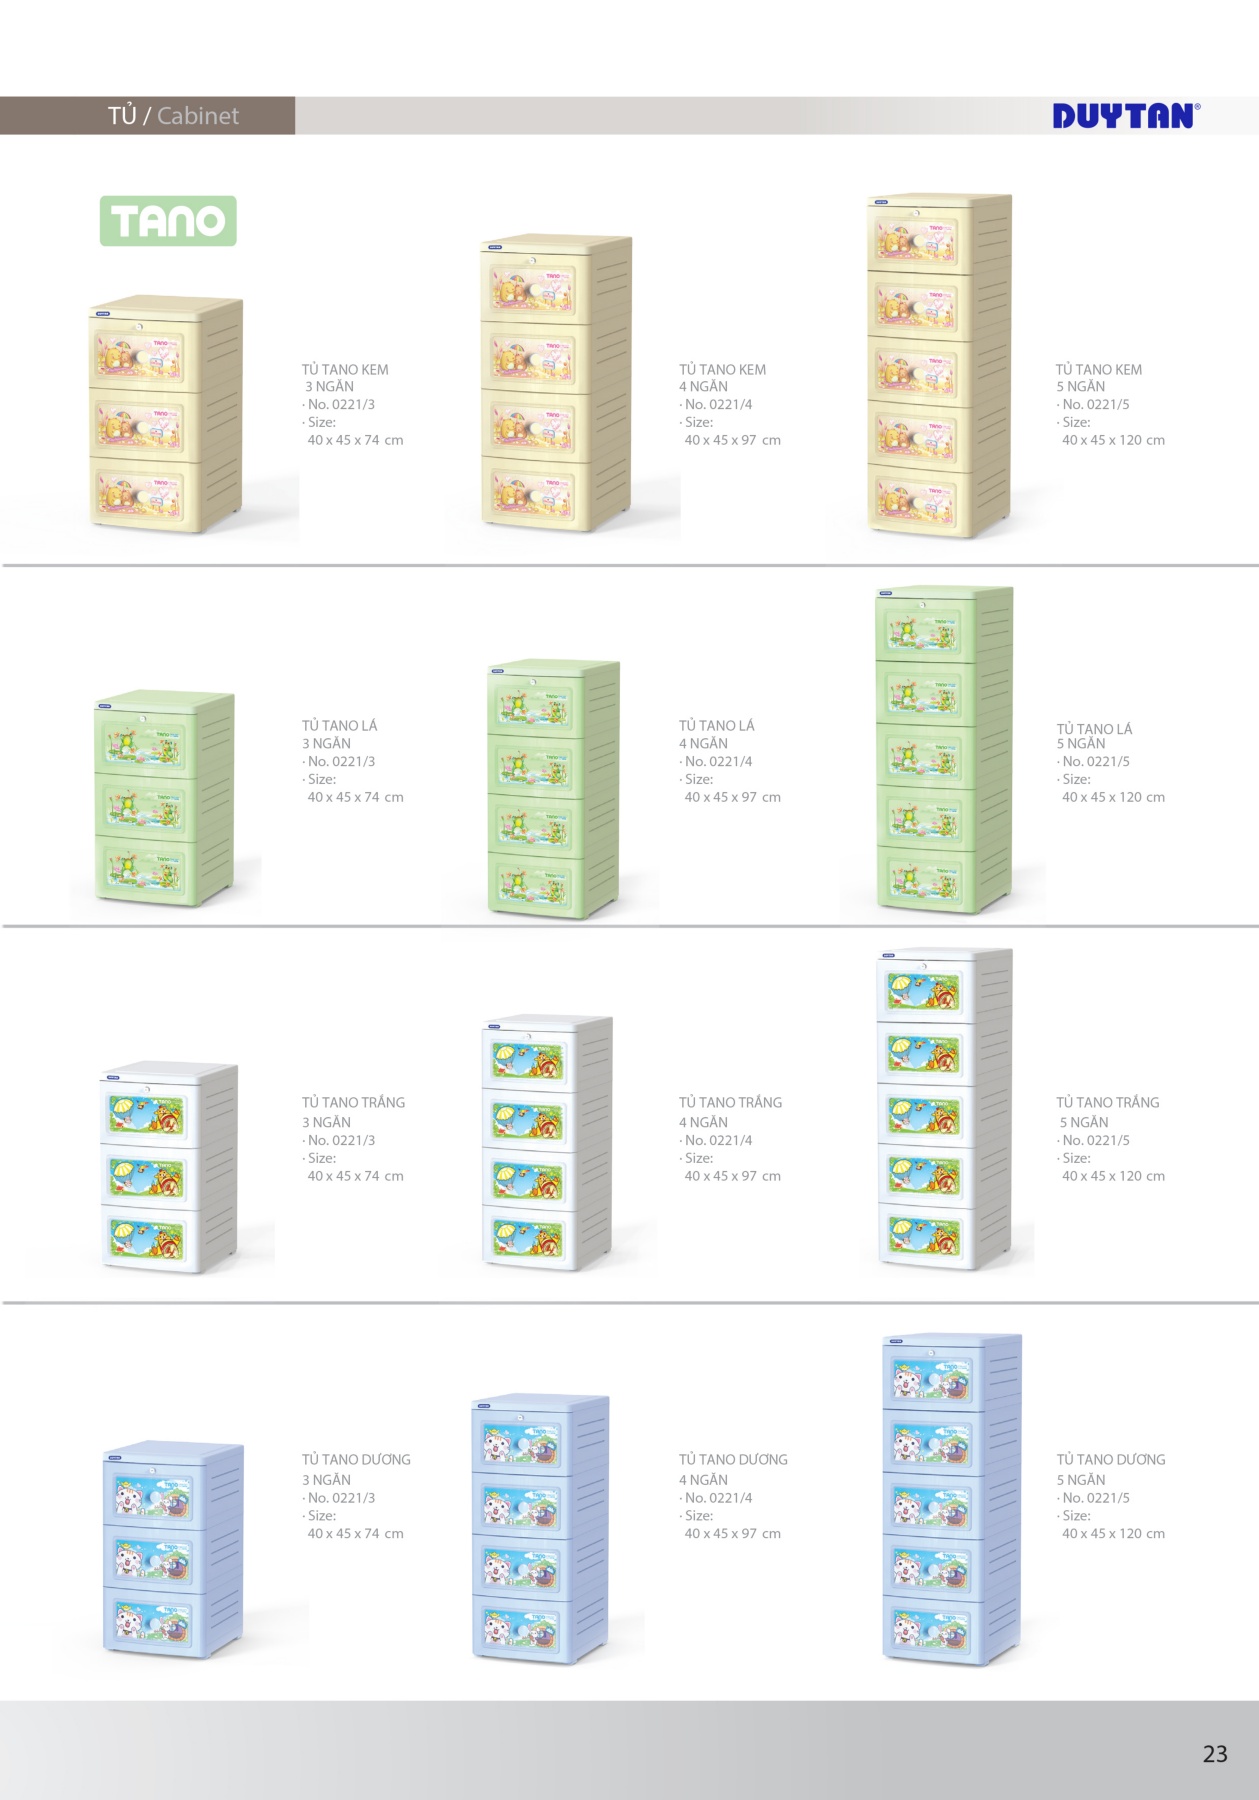 TỦ / Cabinet
DUYTAN®
TANO
TỦ TANO KEM
3 NGĂN
· No. 0221/3
· Size:
40 x 45 x 74 cm
TỦ TANO KEM
4 NGĂN
· No. 0221/4
· Size:
40 x 45 x 97 cm
TỦ TANO KEM
5 NGĂN
· No. 0221/5
· Size:
40 x 45 x 120 cm
TỦ TANO LÁ
3 NGĂN
· No. 0221/3
· Size:
40 x 45 x 74 cm
TỦ TANO LÁ
4 NGĂN
· No. 0221/4
· Size:
40 x 45 x 97 cm
TỦ TANO LÁ
5 NGĂN
· No. 0221/5
· Size:
40 x 45 x 120 cm
TỦ TANO TRẮNG
3 NGĂN
· No. 0221/3
· Size:
40 x 45 x 74 cm
TỦ TANO TRẮNG
4 NGĂN
· No. 0221/4
· Size:
40 x 45 x 97 cm
TỦ TANO TRẮNG
5 NGĂN
· No. 0221/5
· Size:
40 x 45 x 120 cm
TỦ TANO DƯƠNG
3 NGĂN
· No. 0221/3
· Size:
40 x 45 x 74 cm
TỦ TANO DƯƠNG
4 NGĂN
· No. 0221/4
· Size:
40 x 45 x 97 cm
TỦ TANO DƯƠNG
5 NGĂN
· No. 0221/5
· Size:
40 x 45 x 120 cm
23